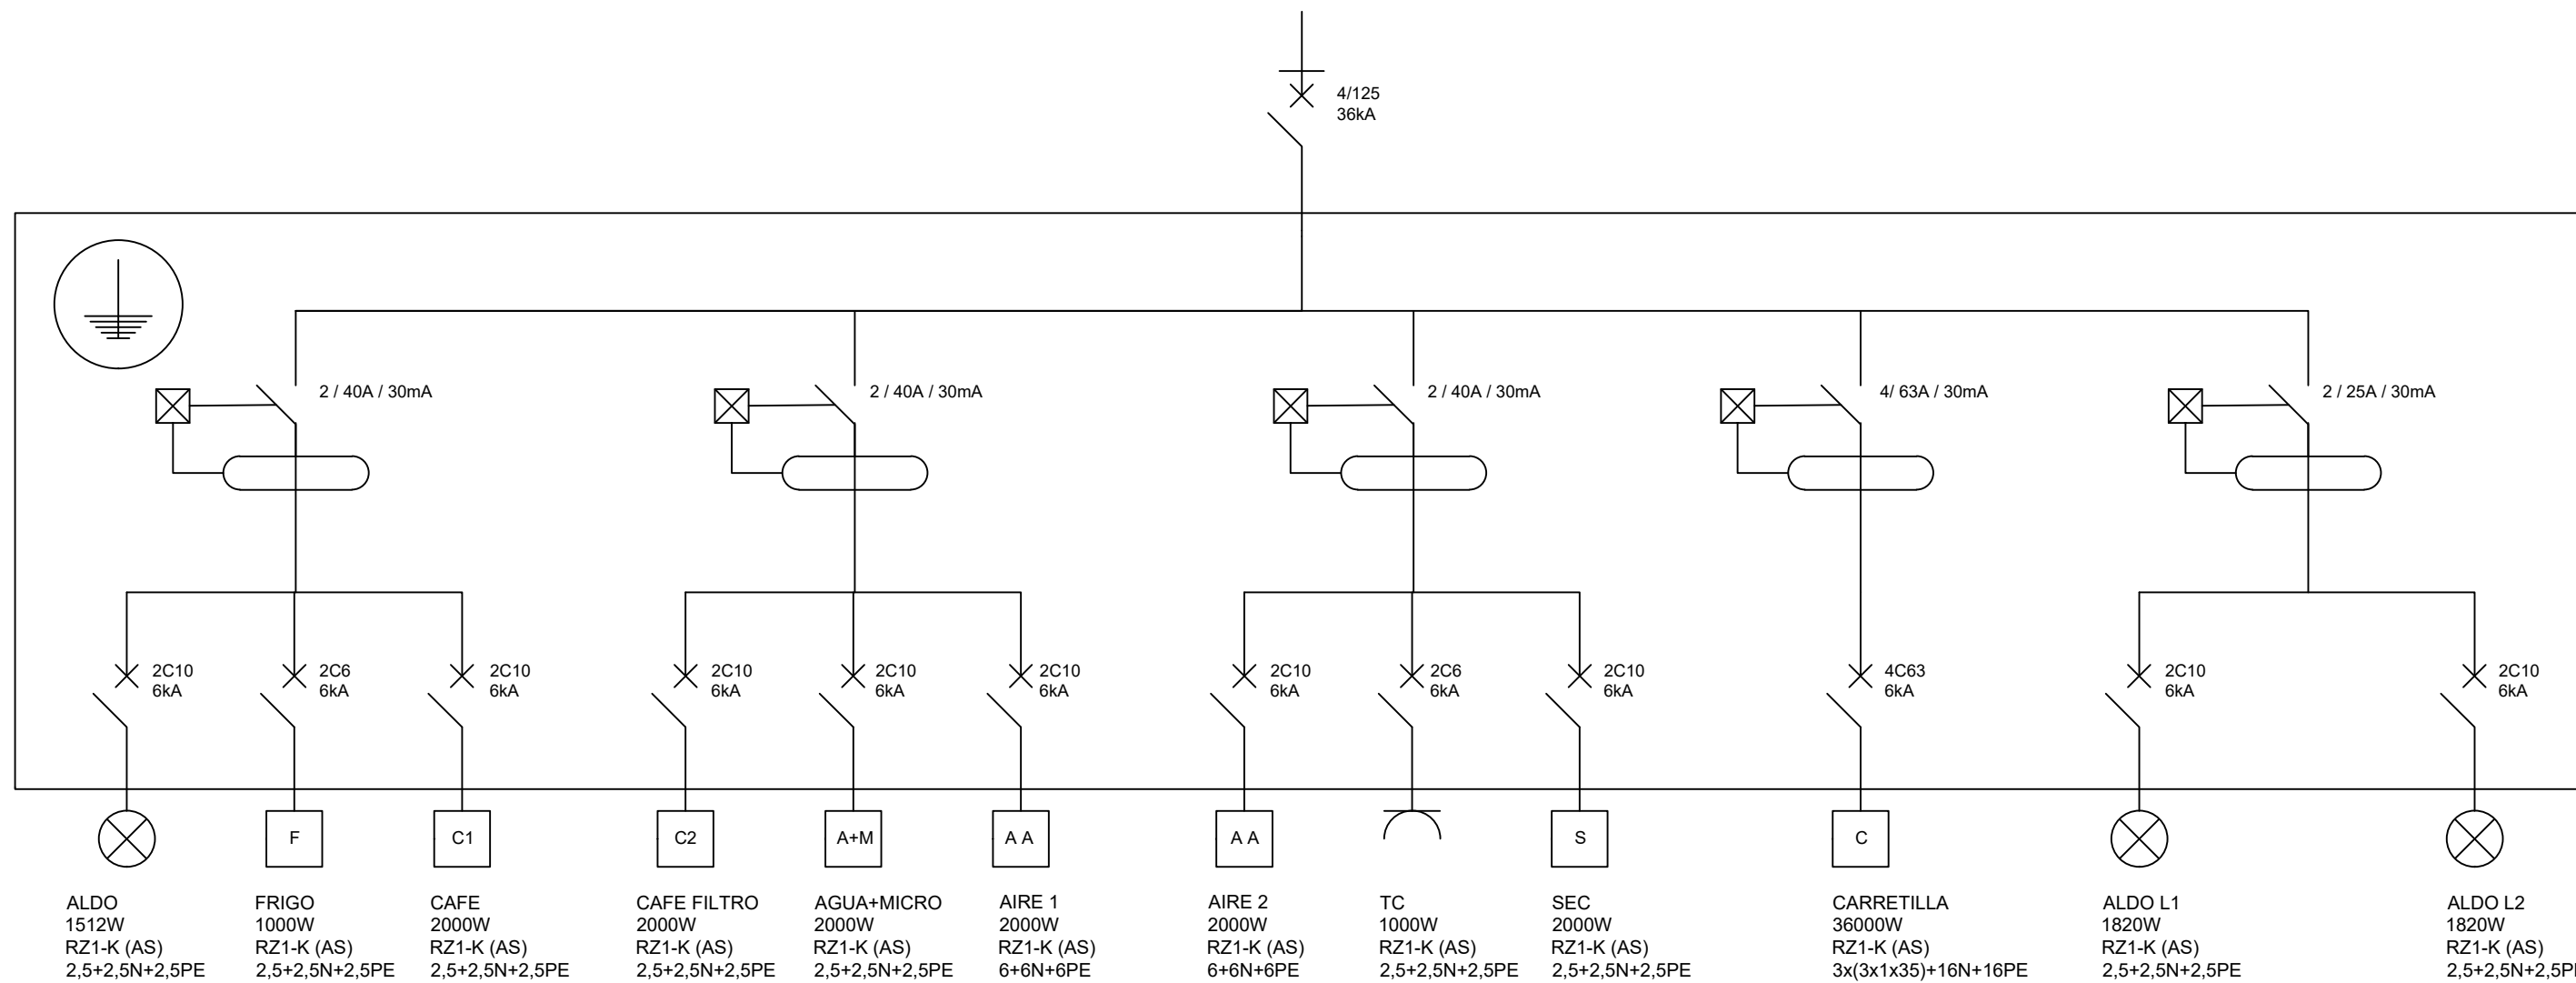 4/125
36kA
2 / 40A / 30mA
2 / 40A / 30mA
2 / 40A / 30mA
4/ 63A / 30mA
2 / 25A / 30mA
2C10
6kA
2C6
6kA
2C10
6kA
2C10
6kA
2C10
6kA
2C10
6kA
2C10
6kA
2C6
6kA
2C10
6kA
4C63
6kA
2C10
6kA
2C10
6kA
F
C1
C2
A+M
A A
A A
S
C
ALDO
1512W
RZ1-K (AS)
2,5+2,5N+2,5PE
FRIGO
1000W
RZ1-K (AS)
2,5+2,5N+2,5PE
CAFE
2000W
RZ1-K (AS)
2,5+2,5N+2,5PE
CAFE FILTRO
2000W
RZ1-K (AS)
2,5+2,5N+2,5PE
AGUA+MICRO
2000W
RZ1-K (AS)
2,5+2,5N+2,5PE
AIRE 1
2000W
RZ1-K (AS)
6+6N+6PE
AIRE 2
2000W
RZ1-K (AS)
6+6N+6PE
TC
1000W
RZ1-K (AS)
2,5+2,5N+2,5PE
SEC
2000W
RZ1-K (AS)
2,5+2,5N+2,5PE
CARRETILLA
36000W
RZ1-K (AS)
3x(3x1x35)+16N+16PE
ALDO L1
1820W
RZ1-K (AS)
2,5+2,5N+2,5PE
ALDO L2
1820W
RZ1-K (AS)
2,5+2,5N+2,5P